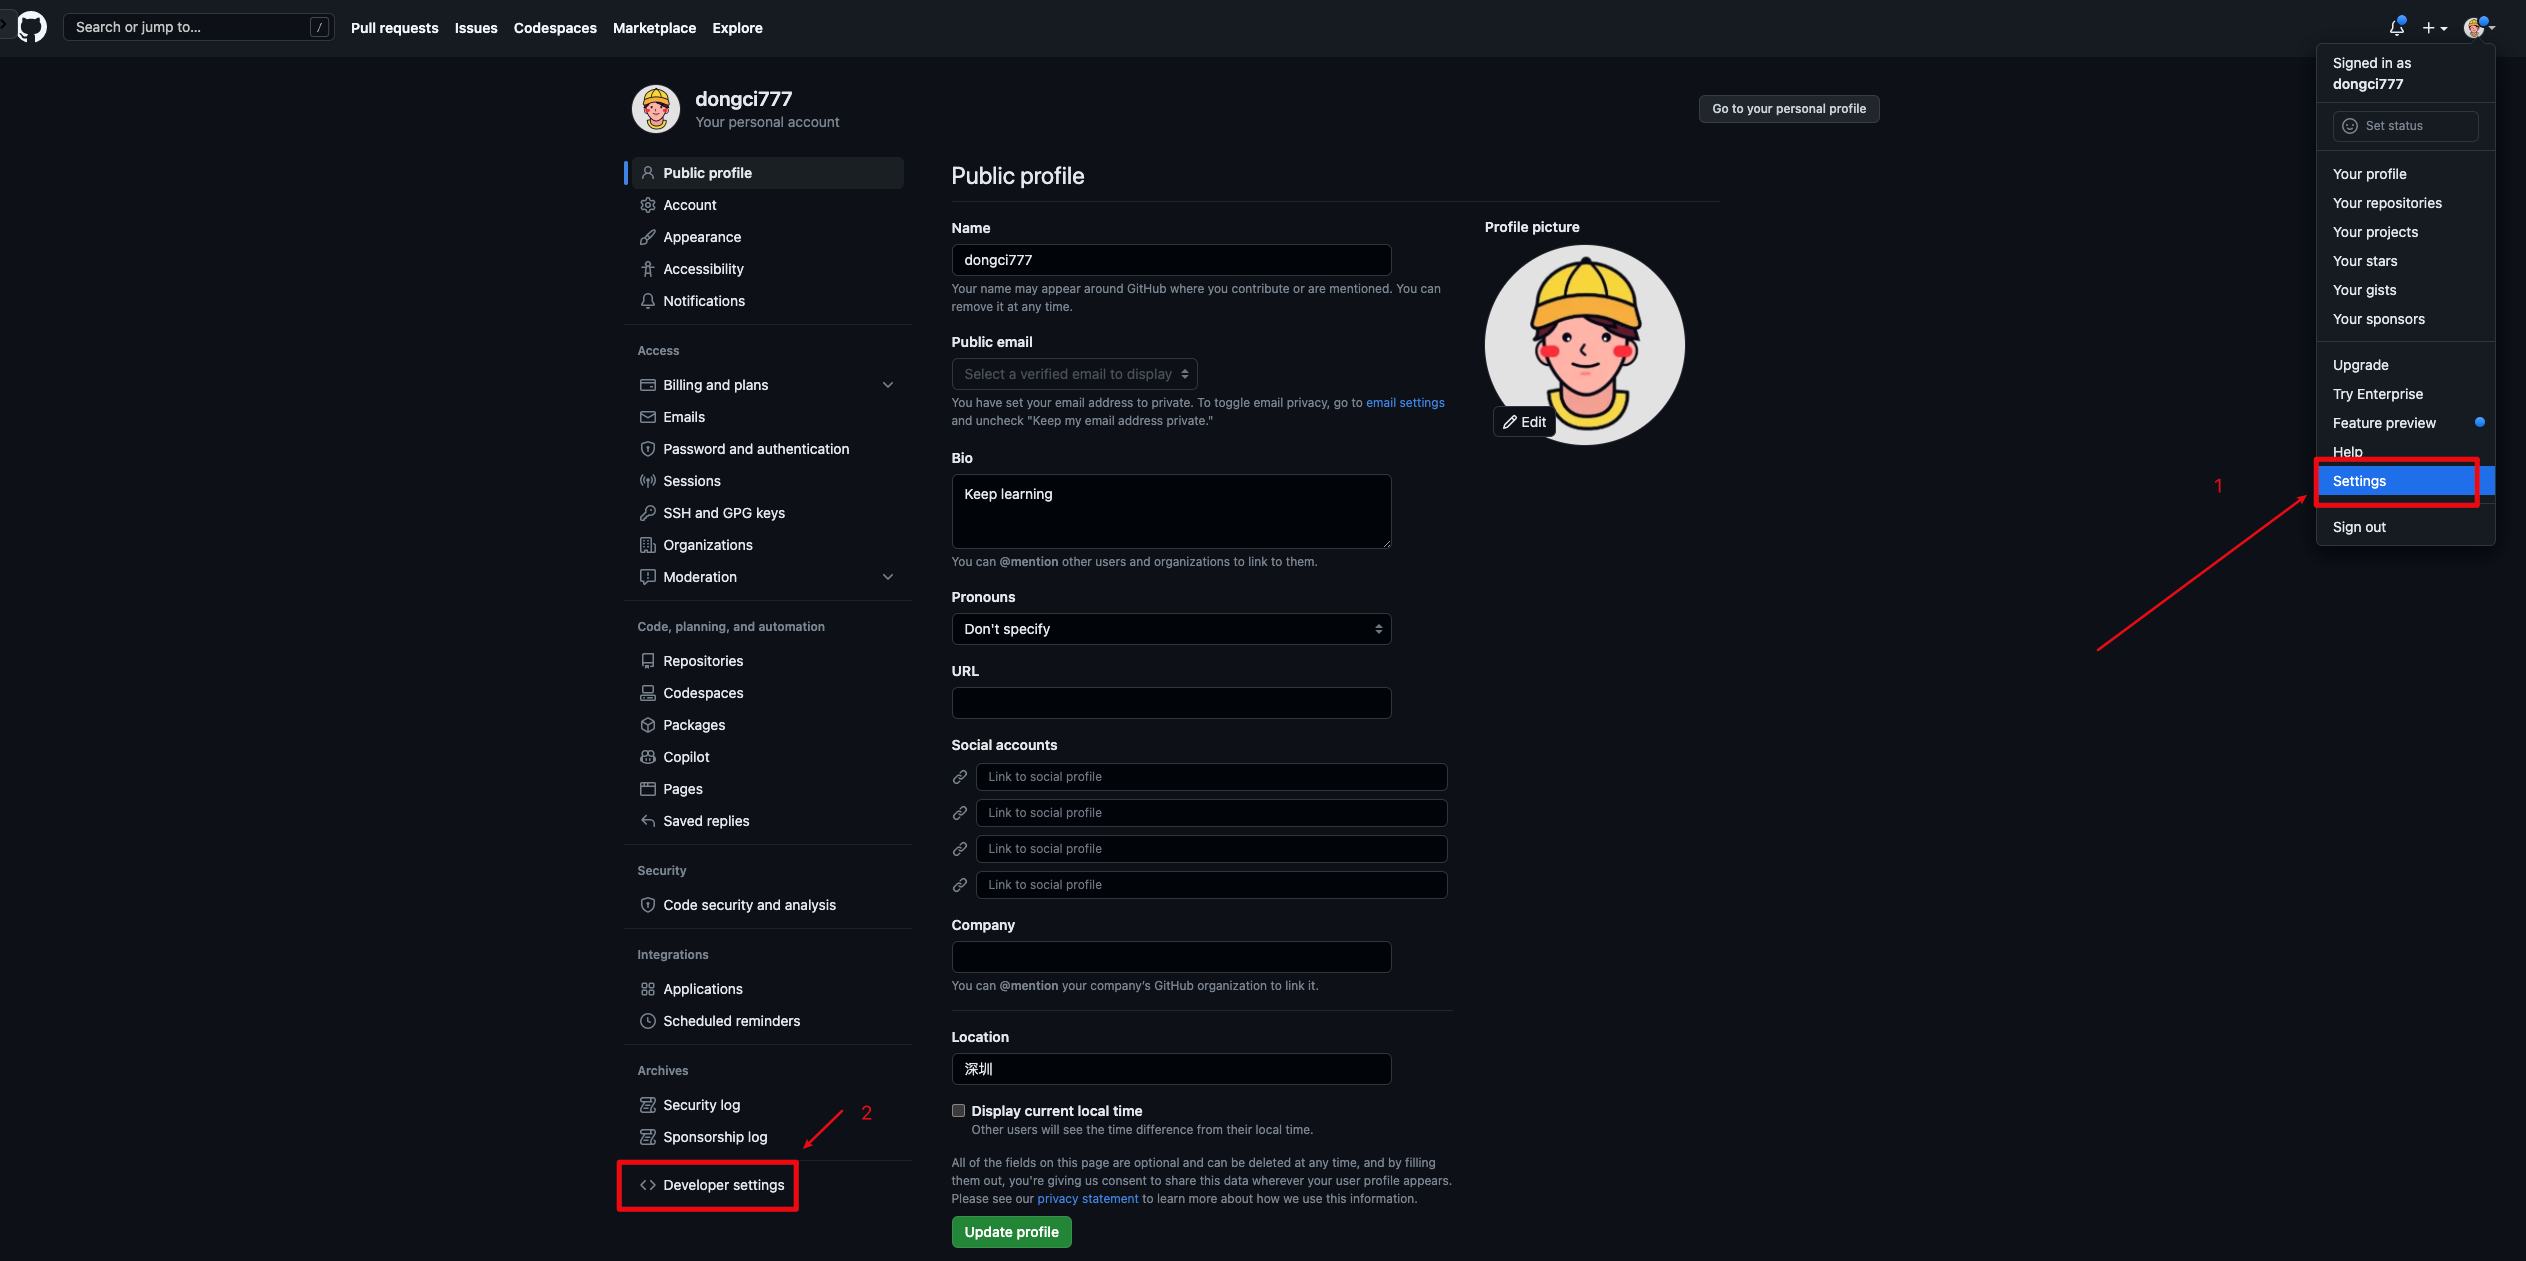 Search or jump to...
/
Pull requests
Issues
Codespaces
Marketplace
Explore
Signed in as
dongci777
Set status
Your profile
Your repositories
Your projects
Your stars
Your gists
Your sponsors
Upgrade
Try Enterprise
Feature preview
Help
Settings
Sign out
1
dongci777
Your personal account
Go to your personal profile
Public profile
Account
Appearance
Accessibility
Notifications
Access
Billing and plans
Emails
Password and authentication
Sessions
SSH and GPG keys
Organizations
Moderation
Code, planning, and automation
Repositories
Codespaces
Packages
Copilot
Pages
Saved replies
Security
Code security and analysis
Integrations
Applications
Scheduled reminders
Archives
Security log
Sponsorship log
2
Developer settings
Public profile
Name
dongci777
Your name may appear around GitHub where you contribute or are mentioned. You can
remove it at any time.
Public email
Select a verified email to display
You have set your email address to private. To toggle email privacy, go to email settings
and uncheck "Keep my email address private."
Bio
Keep learning
You can @mention other users and organizations to link to them.
Pronouns
Don't specify
URL
Social accounts
Link to social profile
Link to social profile
Link to social profile
Link to social profile
Company
You can @mention your company's GitHub organization to link it.
Location
深圳
Display current local time
Other users will see the time difference from their local time.
All of the fields on this page are optional and can be deleted at any time, and by filling
them out, you're giving us consent to share this data wherever your user profile appears.
Please see our privacy statement to learn more about how we use this information.
Update profile
Profile picture
Edit